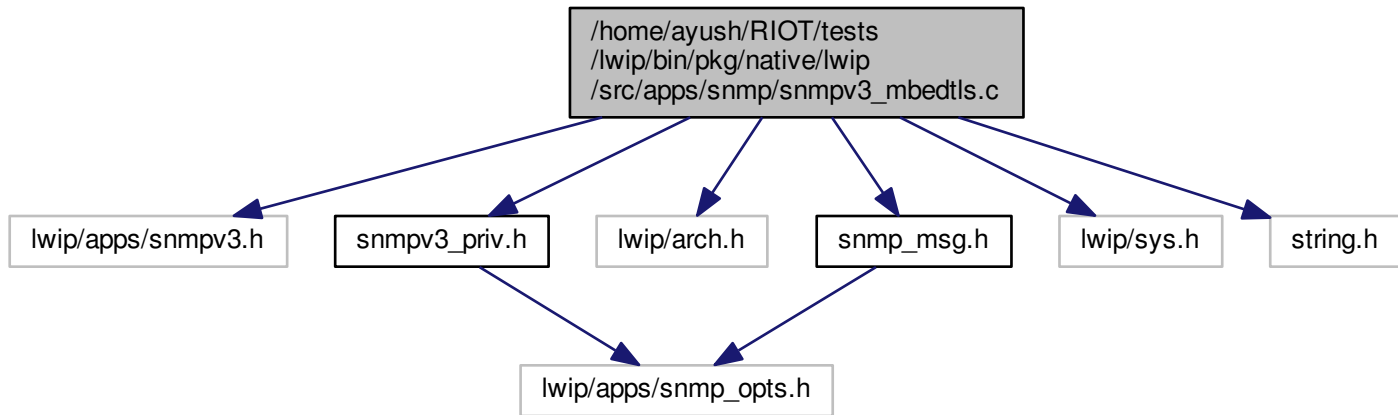 /home/ayush/RIOT/tests
/lwip/bin/pkg/native/lwip
/src/apps/snmp/snmpv3_mbedtls.c
lwip/apps/snmpv3.h
snmpv3_priv.h
lwip/arch.h
snmp_msg.h
lwip/sys.h
string.h
lwip/apps/snmp_opts.h